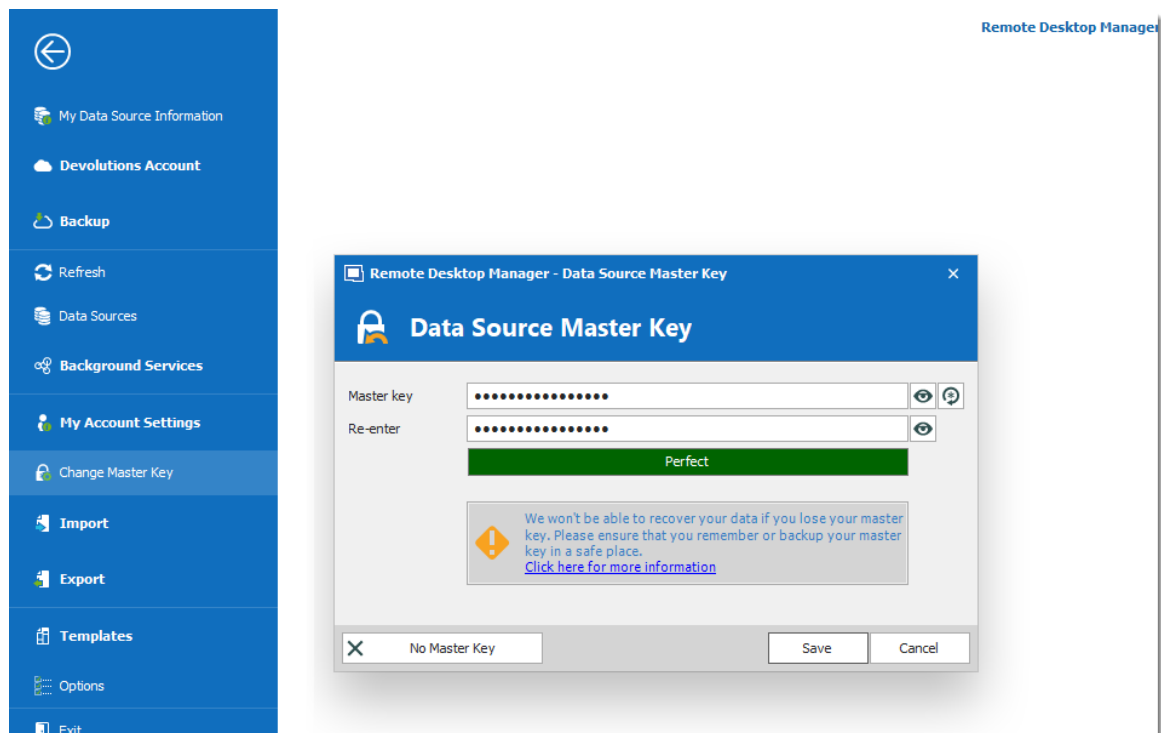 Remote Desktop Manager
My Data Source Information
Devolutions Account
Backup
Refresh
Data Sources
Background Services
My Account Settings
Change Master Key
Import
Export
Templates
Options
Exit
Remote Desktop Manager - Data Source Master Key
Data Source Master Key
Master key ••••••••••••••••
Re-enter ••••••••••••••••
Perfect
We won't be able to recover your data if you lose your master
key. Please ensure that you remember or backup your master
key in a safe place.
Click here for more information
No Master Key Save Cancel